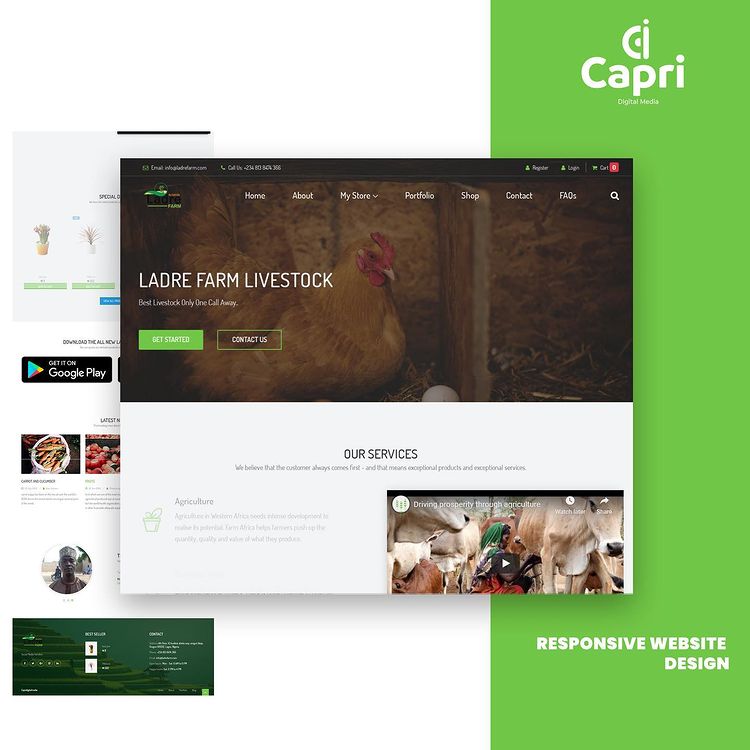 Capri
Digital Media
Email: info@ladrefarm.com
Call Us: +234 813 8474 366
Register
Login
Cart
0
Ladre
FARM
Home
About
My Store
Portfolio
Shop
Contact
FAQs
LADRE FARM LIVESTOCK
Best Livestock Only One Call Away.
GET STARTED
CONTACT US
SPECIAL
DOWNLOAD THE ALL NEW
GET IT ON
Google Play
LATEST
CARROT AND CUCUMBER
FRUITS
OUR SERVICES
We believe that the customer always comes first - and that means exceptional products and exceptional services.
Agriculture
Agriculture in Western Africa needs intense development to
realise its potential. Farm Africa helps farmers push up the
quantity, quality and value of what they produce.
Driving prosperity through agriculture
Watch later
Share
BEST SELLER
CONTACT
RESPONSIVE WEBSITE
DESIGN